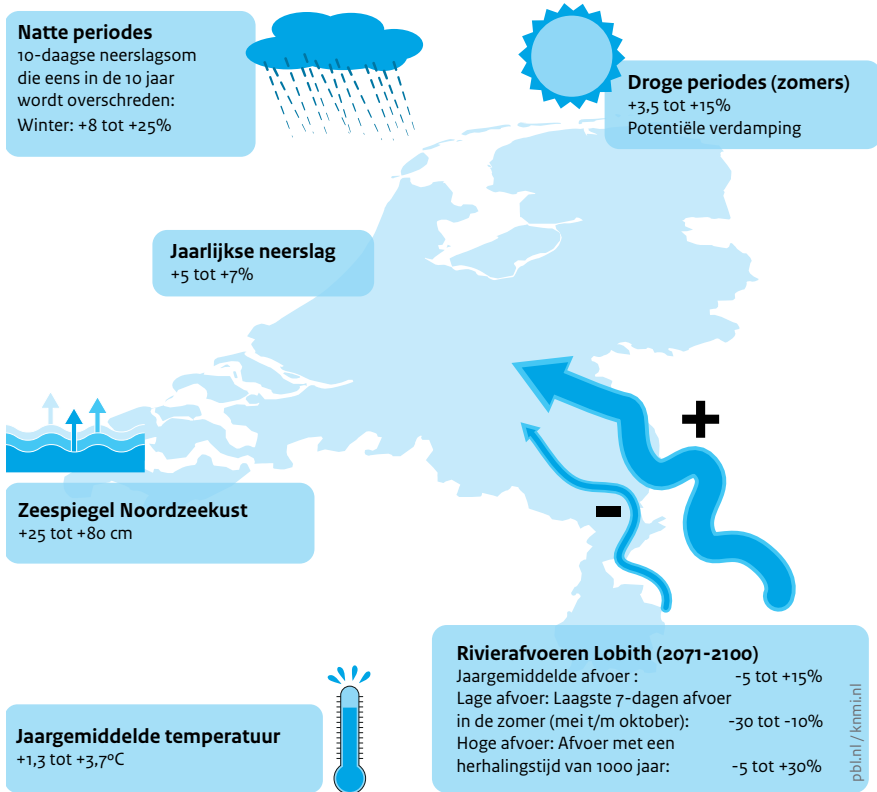 Natte periodes
10-daagse neerslagsom
die eens in de 10 jaar
wordt overschreden:
Winter: +8 tot +25%
Droge periodes (zomers)
+3,5 tot +15%
Potentiële verdamping
Jaarlijkse neerslag
+5 tot +7%
+
-
Zeespiegel Noordzeekust
+25 tot +80 cm
Jaargemiddelde temperatuur
+1,3 tot +3,7ºC
Rivierafvoeren Lobith (2071-2100)
Jaargemiddelde afvoer : -5 tot +15%
Lage afvoer: Laagste 7-dagen afvoer
in de zomer (mei t/m oktober): -30 tot -10%
Hoge afvoer: Afvoer met een
herhalingstijd van 1000 jaar: -5 tot +30%
pbl.nl / knmi.nl